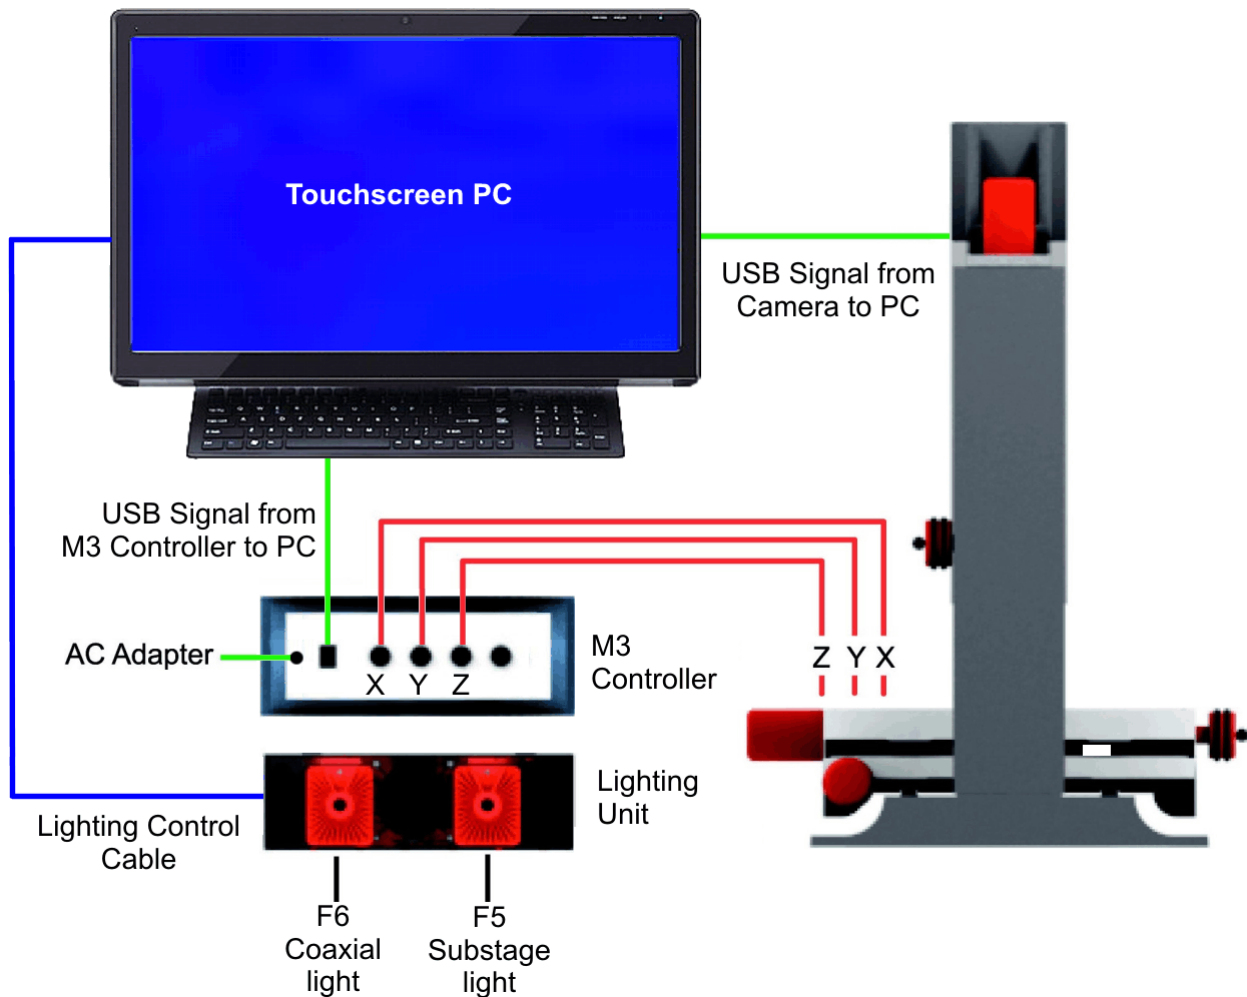 Touchscreen PC
USB Signal from
Camera to PC
USB Signal from
M3 Controller to PC
AC Adapter
X Y Z
M3
Controller
Z Y X
Lighting
Unit
Lighting Control
Cable
F6
Coaxial
light
F5
Substage
light